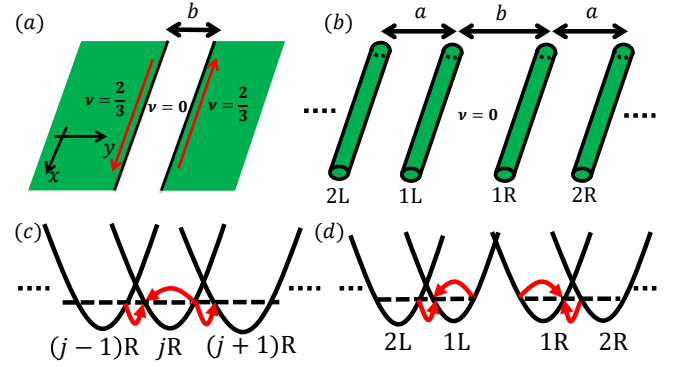 (a)
b
ν = 2/3
ν = 0
ν = 2/3
y
x
(b)
a
b
a
ν = 0
2L
1L
1R
2R
(c)
(j − 1)R
jR
(j + 1)R
(d)
2L
1L
1R
2R